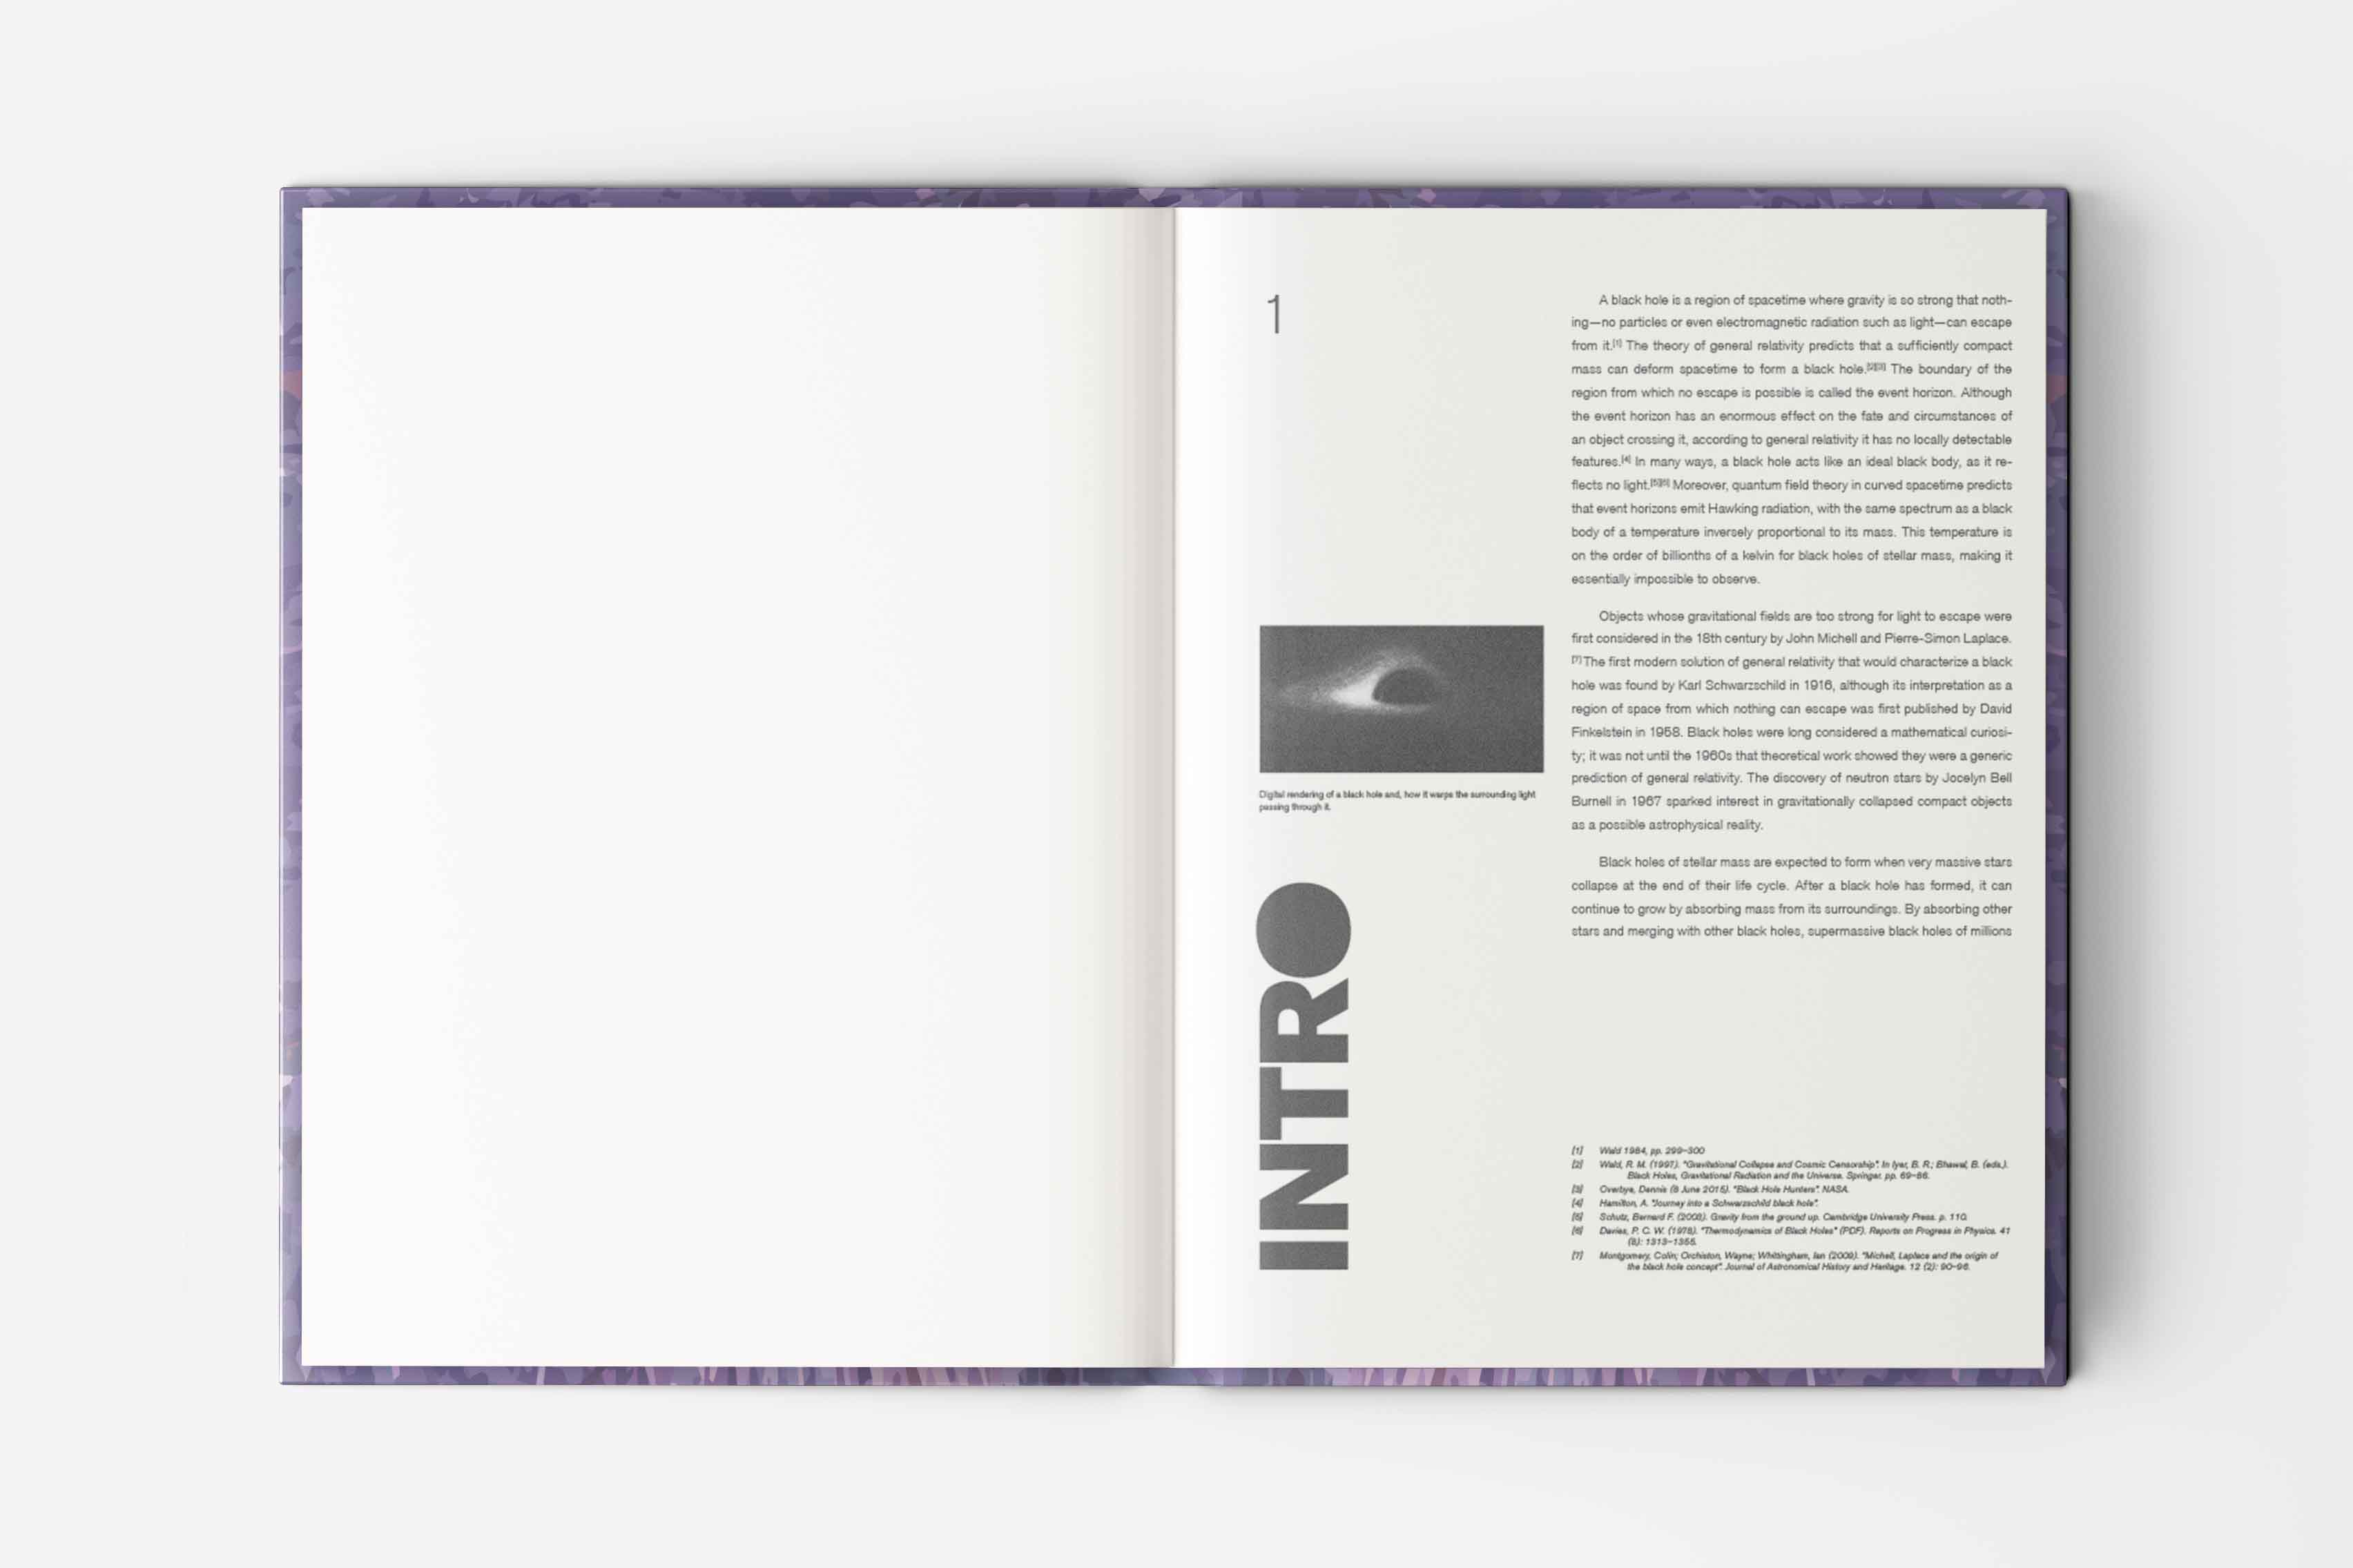 1
A black hole is a region of spacetime where gravity is so strong that noth-
ing—no particles or even electromagnetic radiation such as light—can escape
from it.[1] The theory of general relativity predicts that a sufficiently compact
mass can deform spacetime to form a black hole.[2][3] The boundary of the
region from which no escape is possible is called the event horizon. Although
the event horizon has an enormous effect on the fate and circumstances of
an object crossing it, according to general relativity it has no locally detectable
features.[4] In many ways, a black hole acts like an ideal black body, as it re-
flects no light.[5][6] Moreover, quantum field theory in curved spacetime predicts
that event horizons emit Hawking radiation, with the same spectrum as a black
body of a temperature inversely proportional to its mass. This temperature is
on the order of billionths of a kelvin for black holes of stellar mass, making it
essentially impossible to observe.
Objects whose gravitational fields are too strong for light to escape were
first considered in the 18th century by John Michell and Pierre-Simon Laplace.
[7] The first modern solution of general relativity that would characterize a black
hole was found by Karl Schwarzschild in 1916, although its interpretation as a
region of space from which nothing can escape was first published by David
Finkelstein in 1958. Black holes were long considered a mathematical curiosi-
ty; it was not until the 1960s that theoretical work showed they were a generic
prediction of general relativity. The discovery of neutron stars by Jocelyn Bell
Burnell in 1967 sparked interest in gravitationally collapsed compact objects
as a possible astrophysical reality.
Black holes of stellar mass are expected to form when very massive stars
collapse at the end of their life cycle. After a black hole has formed, it can
continue to grow by absorbing mass from its surroundings. By absorbing other
stars and merging with other black holes, supermassive black holes of millions
Digital rendering of a black hole and, how it warps the surrounding light
passing through it.
INTRO
[1] Wald 1984, pp. 299–300
[2] Wald, R. M. (1997). "Gravitational Collapse and Cosmic Censorship". In Iyer, B. R.; Bhawal, B. (eds.).
Black Holes, Gravitational Radiation and the Universe. Springer. pp. 69–86.
[3] Overbye, Dennis (8 June 2015). "Black Hole Hunters". NASA.
[4] Hamilton, A. "Journey into a Schwarzschild black hole".
[5] Schutz, Bernard F. (2003). Gravity from the ground up. Cambridge University Press. p. 110.
[6] Davies, P. C. W. (1978). "Thermodynamics of Black Holes" (PDF). Reports on Progress in Physics. 41
(8): 1313–1355.
[7] Montgomery, Colin; Orchiston, Wayne; Whittingham, Ian (2009). "Michell, Laplace and the origin of
the black hole concept". Journal of Astronomical History and Heritage. 12 (2): 90–96.